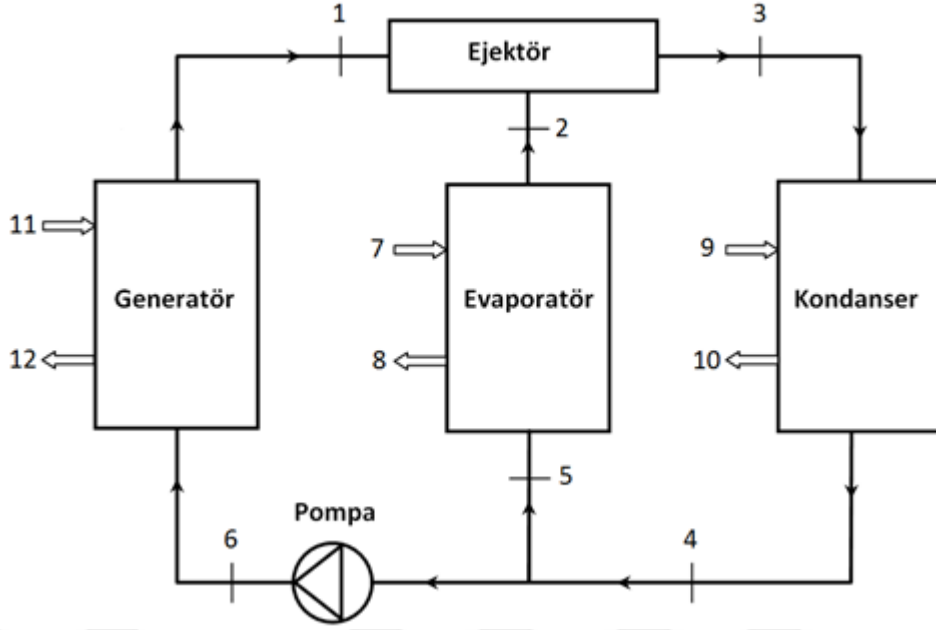 1
3
Ejektör
2
11
7
9
Generatör
Evaporatör
Kondanser
12
8
10
5
Pompa
6
4